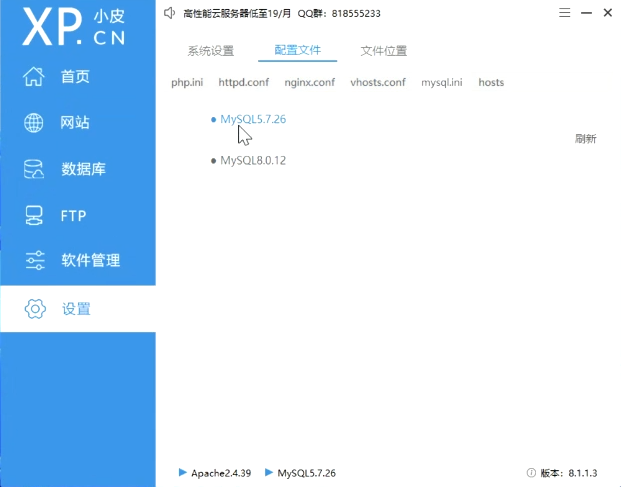 XP.小皮CN
高性能云服务器低至19/月 QQ群：818555233
首页
网站
数据库
FTP
软件管理
设置
系统设置 配置文件 文件位置
php.ini httpd.conf nginx.conf vhosts.conf mysql.ini hosts
MySQL5.7.26
刷新
MySQL8.0.12
Apache2.4.39 MySQL5.7.26 版本：8.1.1.3